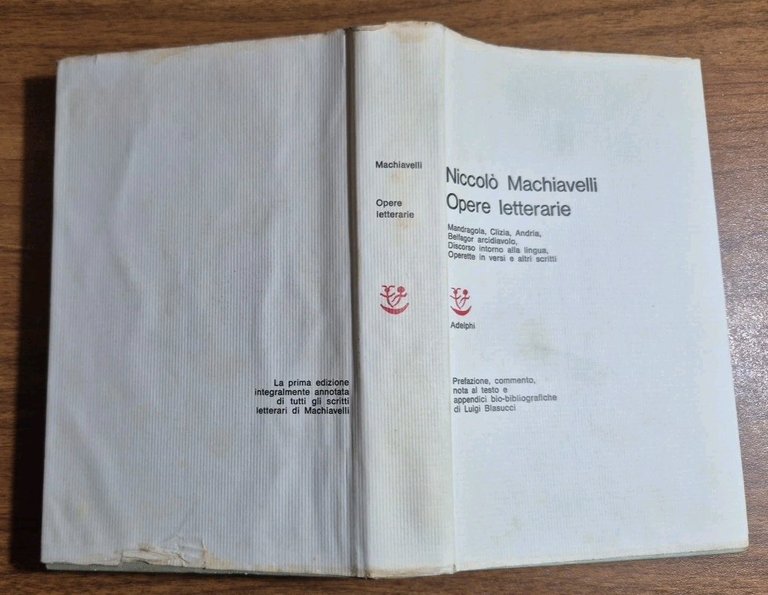 La prima edizione
integralmente annotata
di tutti gli scritti
letterari di Machiavelli
Machiavelli
Opere
letterarie
Niccolò Machiavelli
Opere letterarie
Mandragola, Clizia, Andria,
Belfagor arcidiavolo,
Discorso intorno alla lingua,
Operette in versi e altri scritti
Adelphi
Prefazione, commento,
nota al testo e
appendici bio-bibliografiche
di Luigi Blasucci